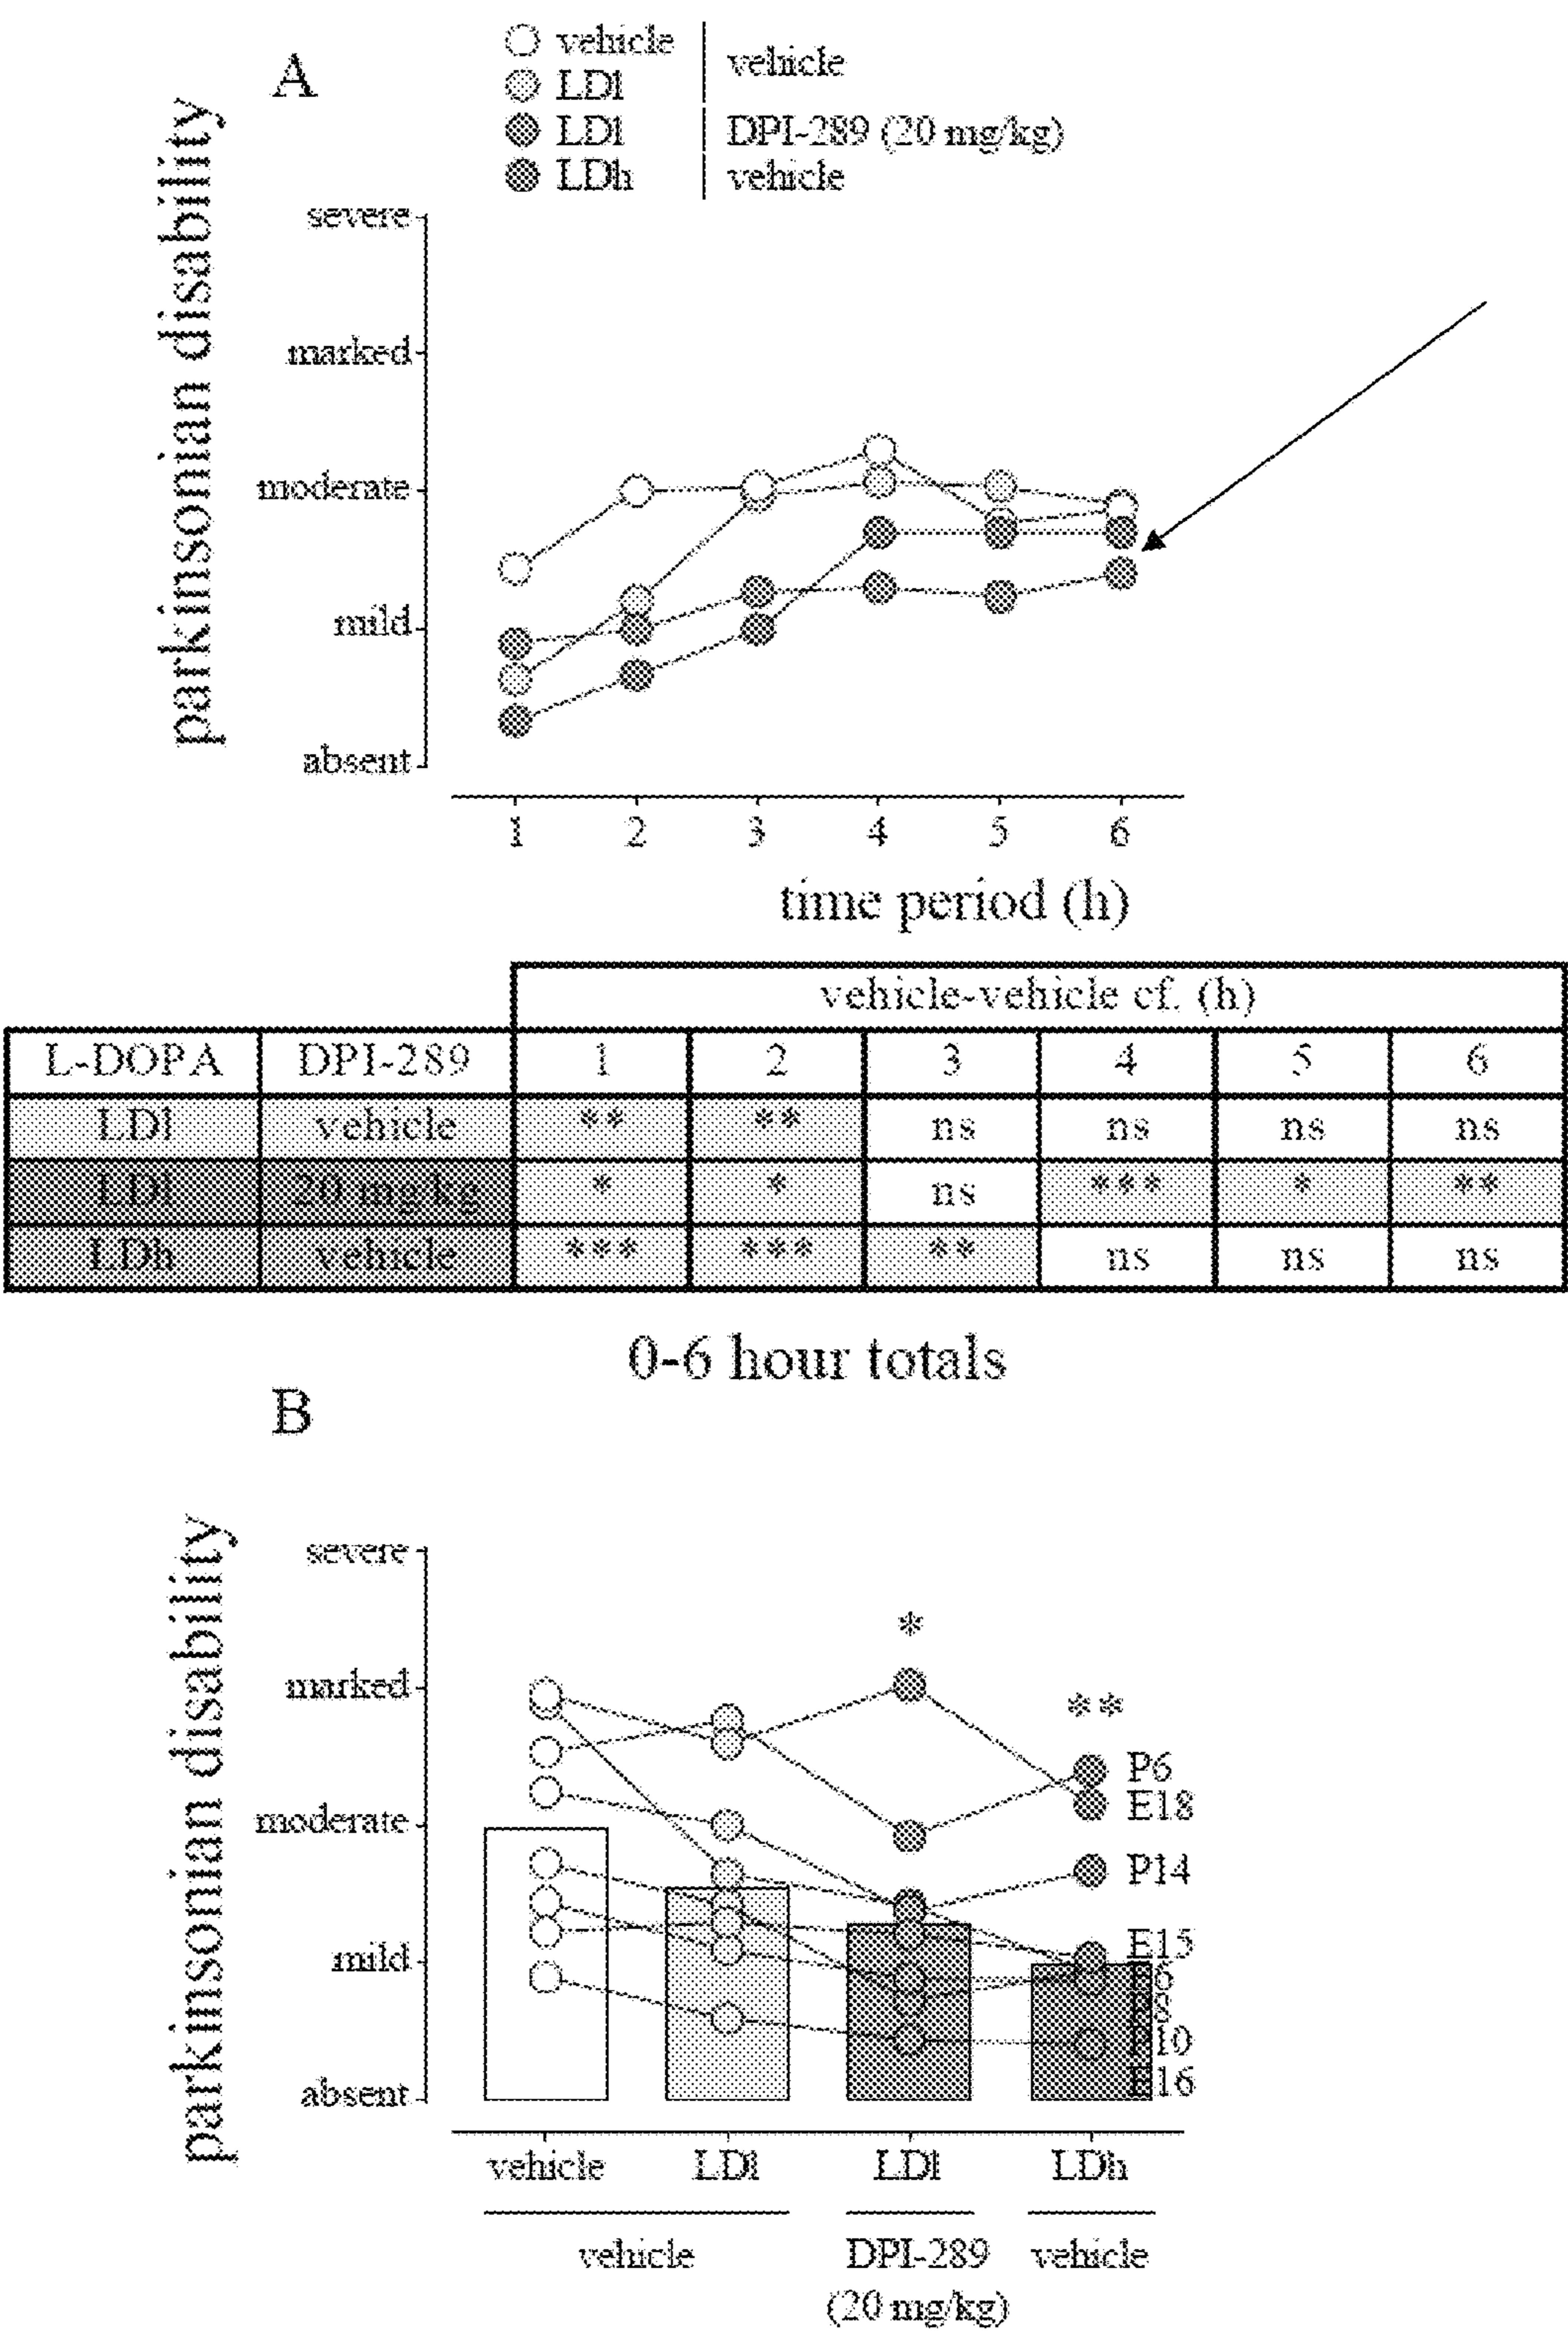 A
vehicle
LDl
vehicle
LDl
DPI-289 (20 mg/kg)
LDh
vehicle
parkinsonian disability
severe
marked
moderate
mild
absent
1 2 3 4 5 6
time period (h)
vehicle-vehicle cf. (h)
L-DOPA DPI-289 1 2 3 4 5 6
LDl vehicle ** ** ns ns ns ns
LDl 20 mg/kg * * ns *** * **
LDh vehicle *** *** ** ns ns ns
0-6 hour totals
B
parkinsonian disability
severe
marked
moderate
mild
absent
*
**
P6
E18
P14
E15
P10
E16
vehicle LDl LDl LDh
vehicle DPI-289 vehicle
(20 mg/kg)